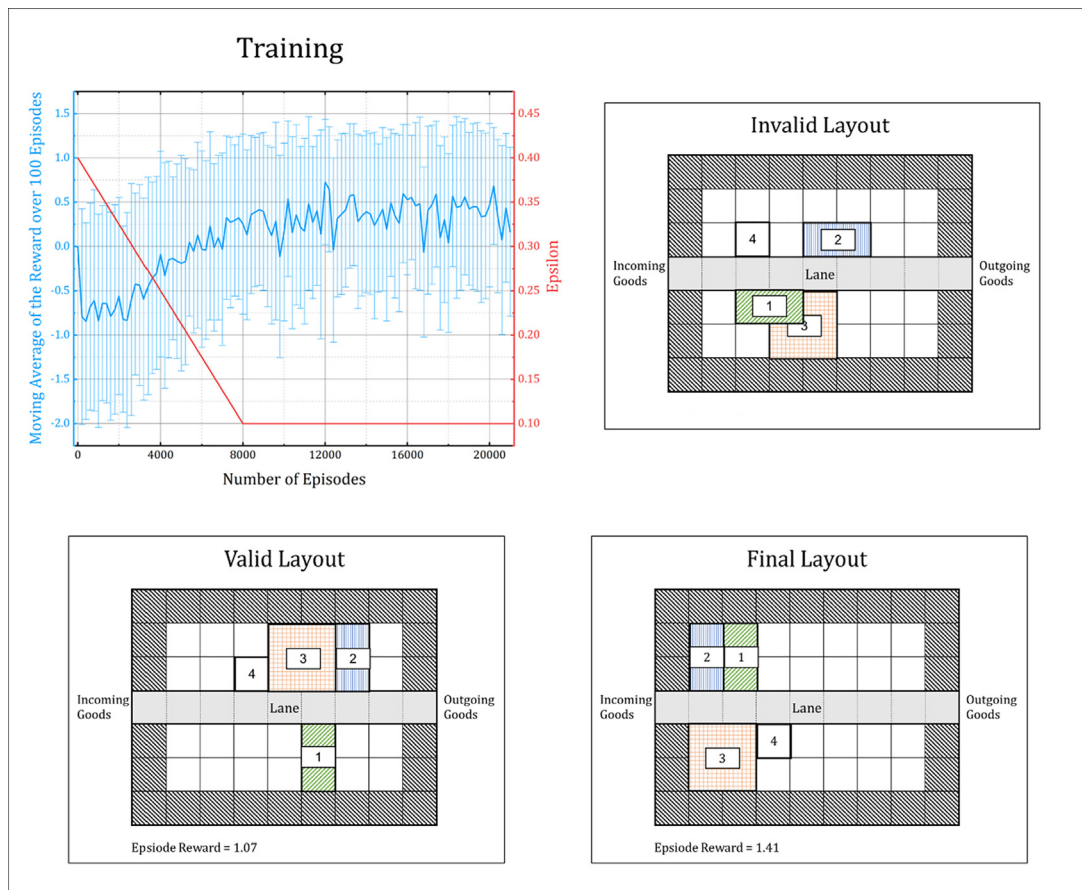 Training
Moving Average of the Reward over 100 Episodes
1.5
1.0
0.5
0.0
-0.5
-1.0
-1.5
-2.0
0.45
0.40
0.35
0.30
0.25
0.20
0.15
0.10
Epsilon
0 4000 8000 12000 16000 20000
Number of Episodes
Invalid Layout
4 2
Incoming
Goods
Lane
Outgoing
Goods
1
3
Valid Layout
3 2
4
Incoming
Goods
Lane
Outgoing
Goods
1
Epsiode Reward = 1.07
Final Layout
2 1
Incoming
Goods
Lane
Outgoing
Goods
4
3
Epsiode Reward = 1.41